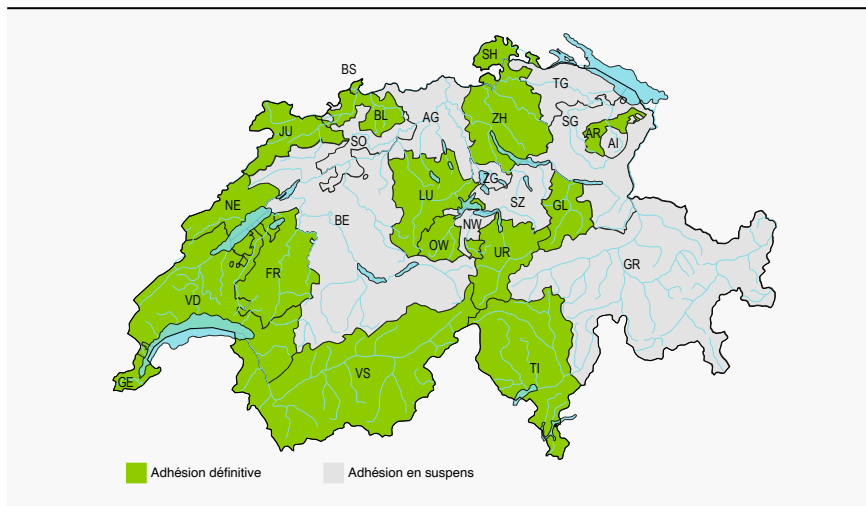 SH
BS
TG
BL
AG
ZH
SG
JU
AR
SO
AI
ZG
LU
NE
SZ
GL
BE
NW
OW
UR
FR
GR
VD
VS
TI
GE
Adhésion définitive
Adhésion en suspens